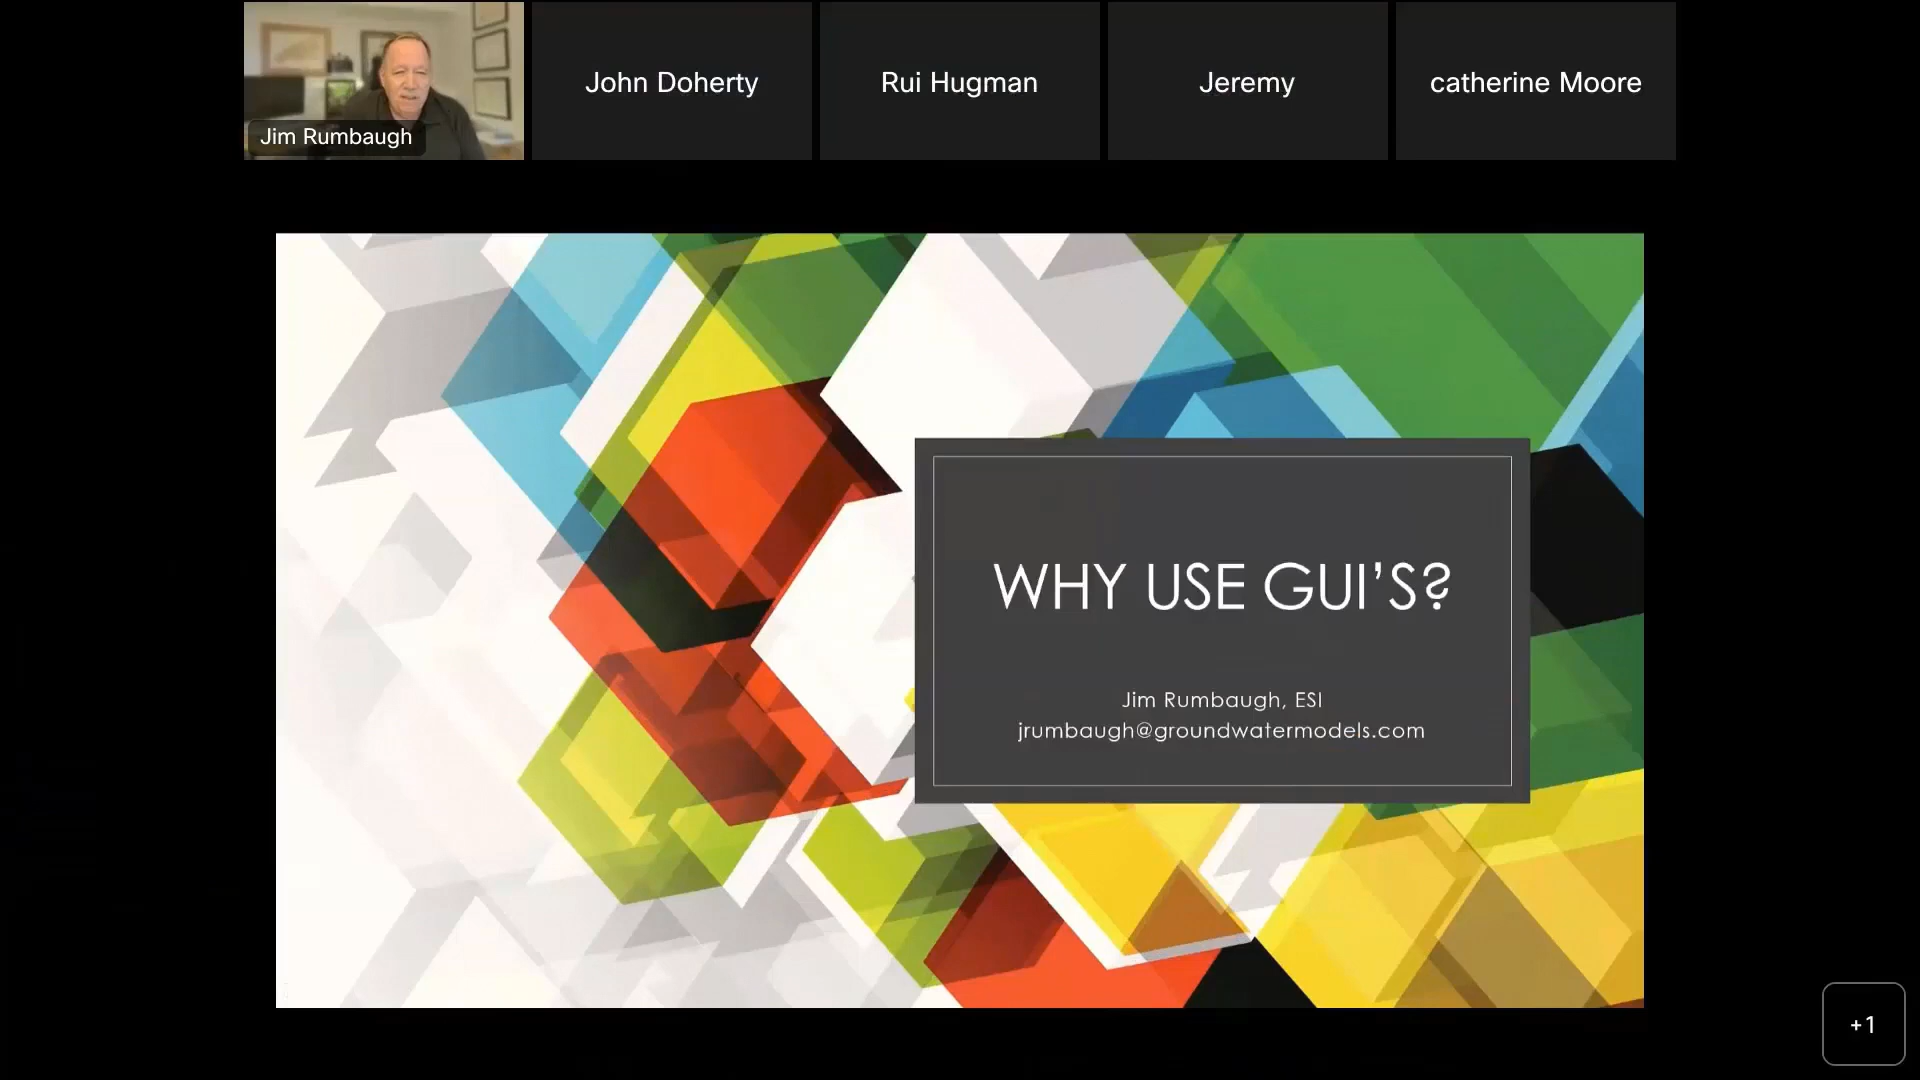 Jim Rumbaugh
John Doherty
Rui Hugman
Jeremy
catherine Moore
WHY USE GUI'S?
Jim Rumbaugh, ESI
jrumbaugh@groundwatermodels.com
+1